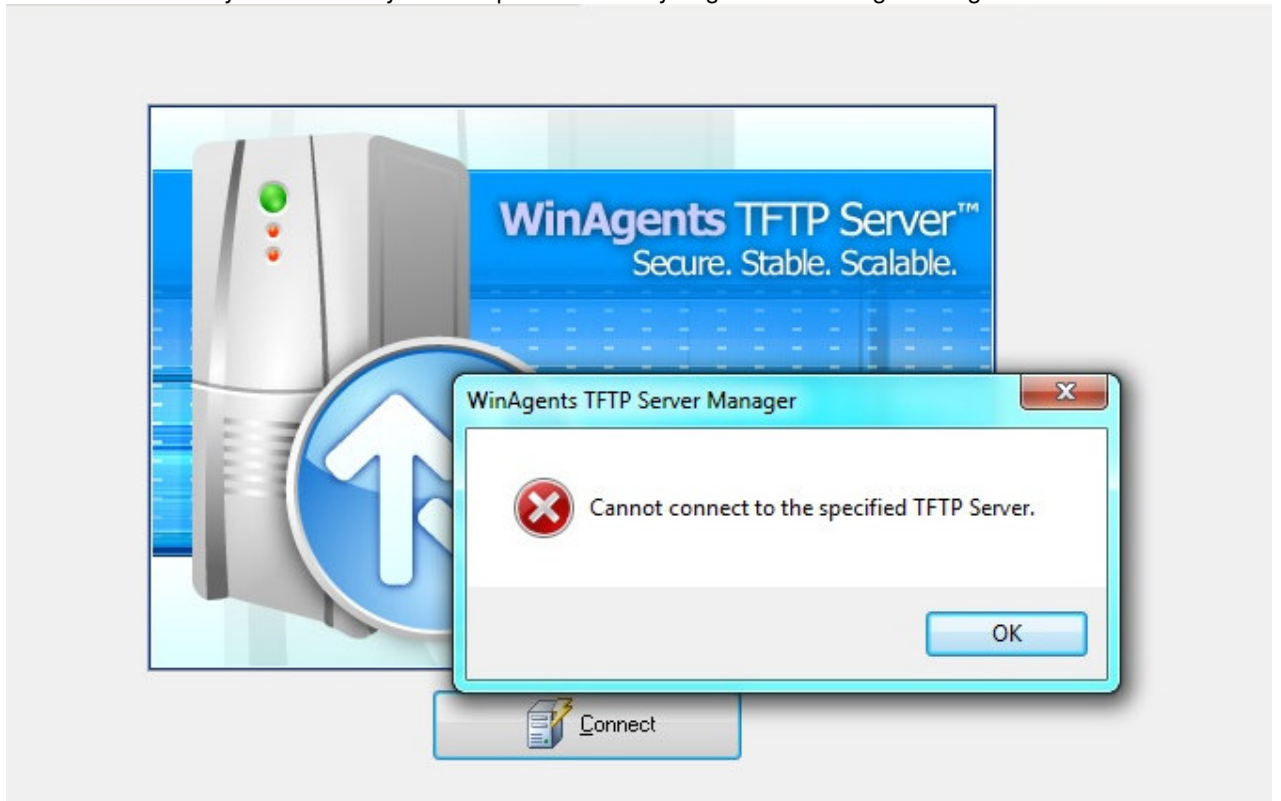 WinAgents TFTP Server™
Secure. Stable. Scalable.
WinAgents TFTP Server Manager
Cannot connect to the specified TFTP Server.
OK
Connect